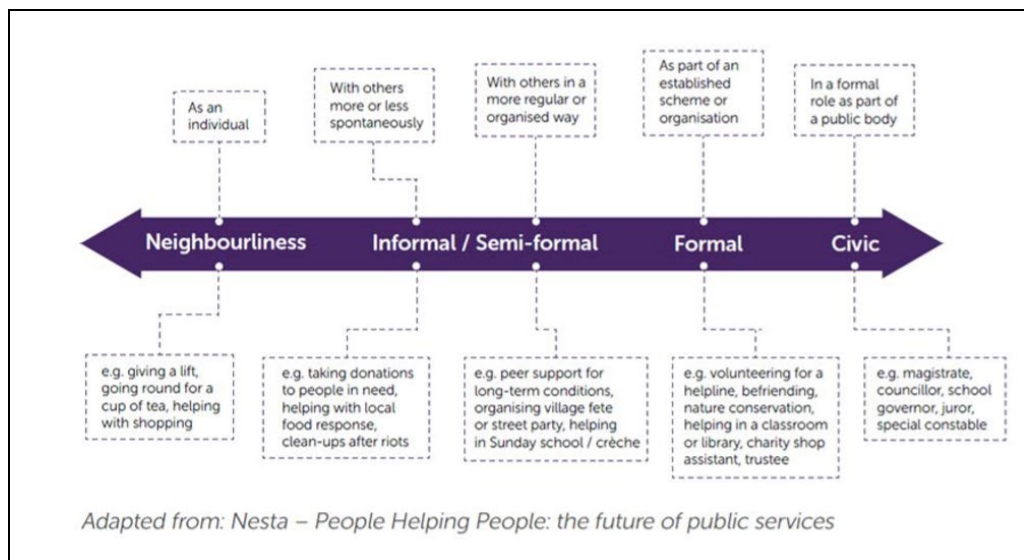 As an
individual
With others
more or less
spontaneously
With others in a
more regular or
organised way
As part of an
established
scheme or
organisation
In a formal
role as part of
a public body
Neighbourliness
Informal / Semi-formal
Formal
Civic
e.g. giving a lift,
going round for a
cup of tea, helping
with shopping
e.g. taking donations
to people in need,
helping with local
food response,
clean-ups after riots
e.g. peer support for
long-term conditions,
organising village fete
or street party, helping
in Sunday school / crèche
e.g. volunteering for a
helpline, befriending,
nature conservation,
helping in a classroom
or library, charity shop
assistant, trustee
e.g. magistrate,
councillor, school
governor, juror,
special constable
Adapted from: Nesta – People Helping People: the future of public services